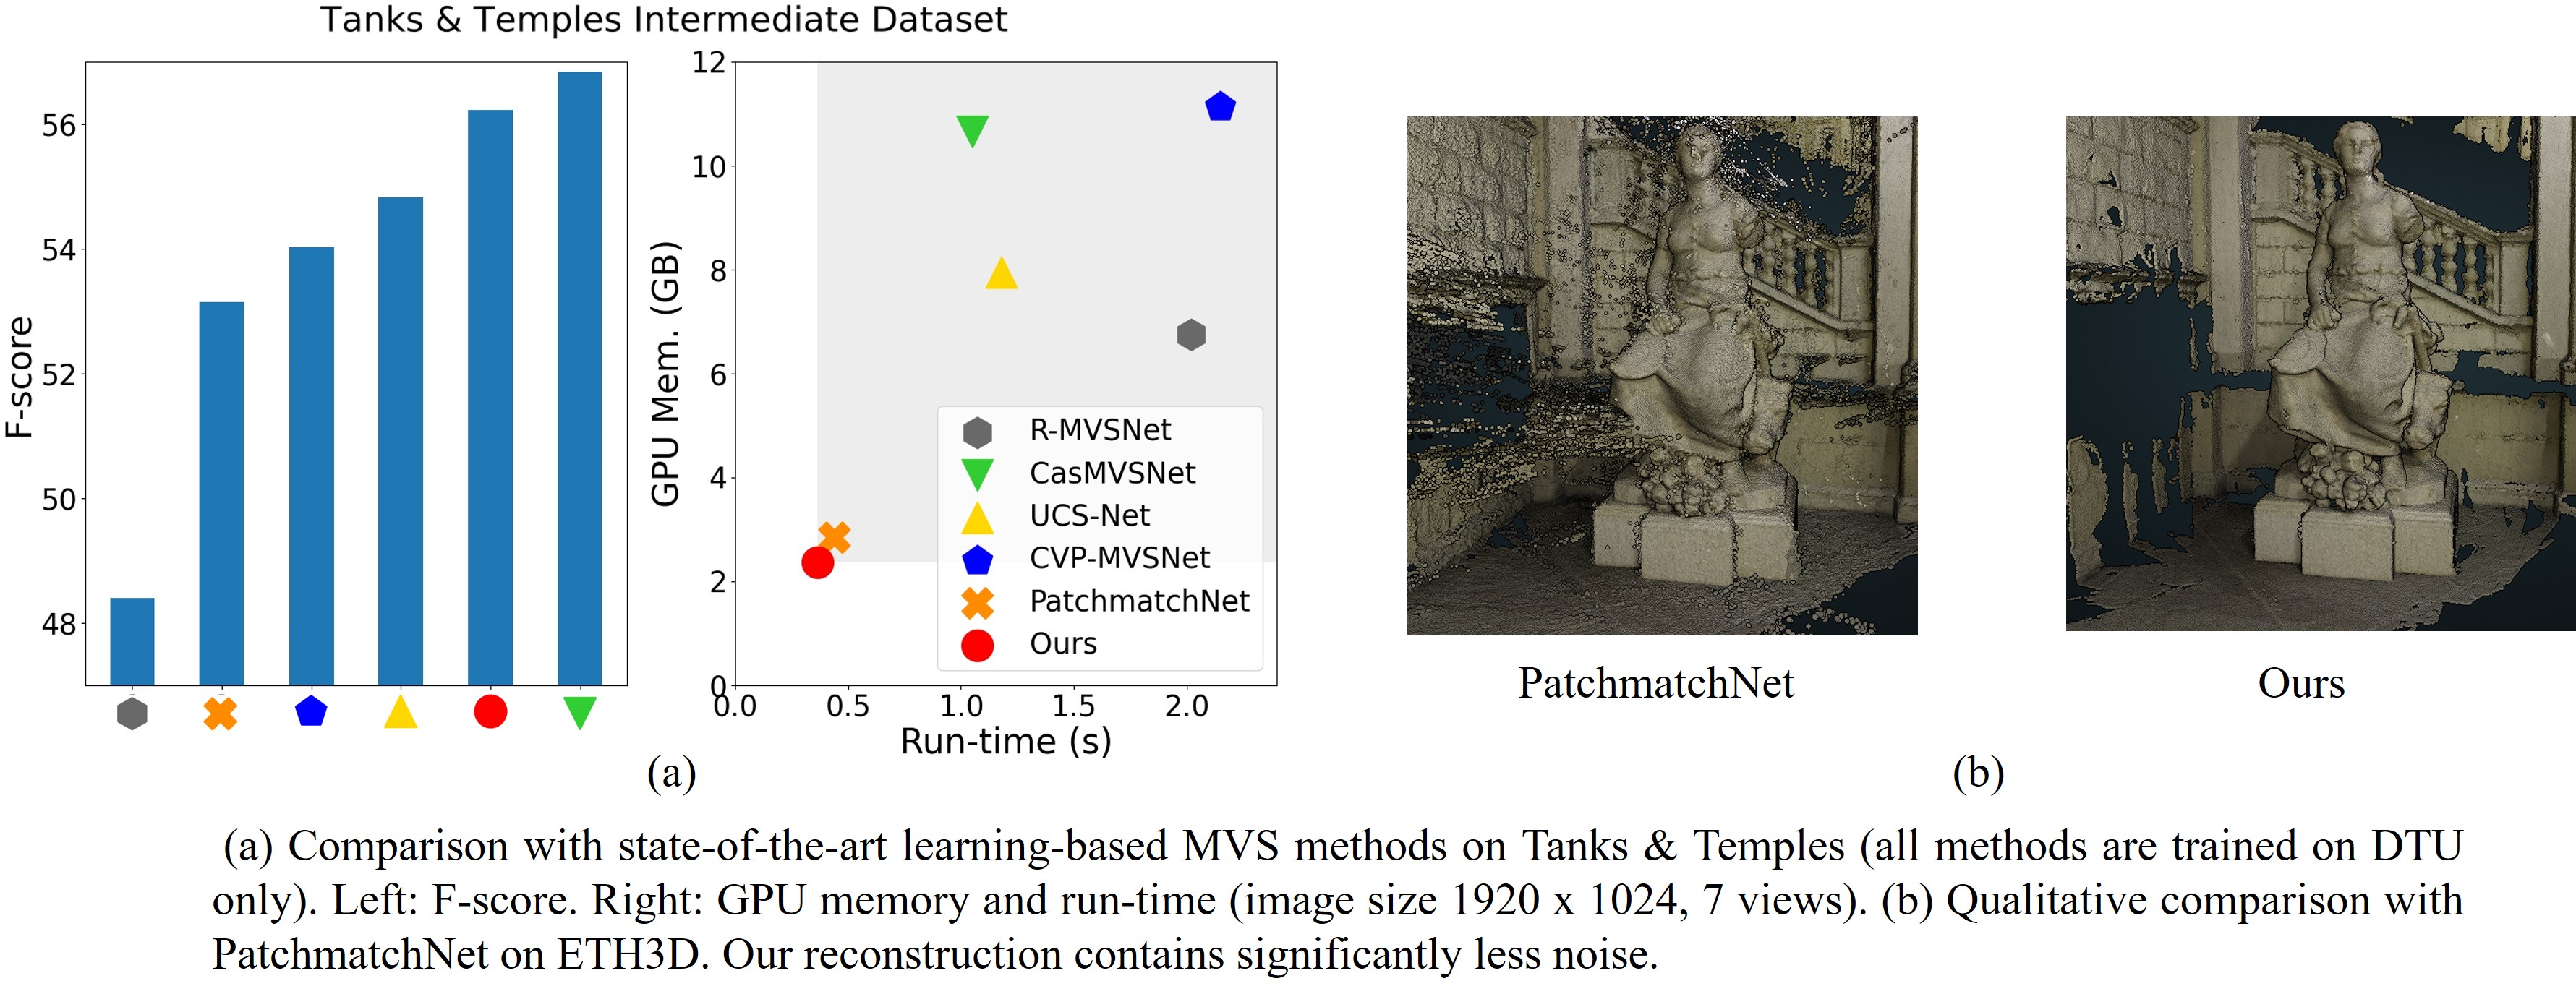 Tanks & Temples Intermediate Dataset
F-score
56
54
52
50
48
GPU Mem. (GB)
12
10
8
6
4
2
0
R-MVSNet
CasMVSNet
UCS-Net
CVP-MVSNet
PatchmatchNet
Ours
0.0 0.5 1.0 1.5 2.0
Run-time (s)
(a)
PatchmatchNet
Ours
(b)
(a) Comparison with state-of-the-art learning-based MVS methods on Tanks & Temples (all methods are trained on DTU
only). Left: F-score. Right: GPU memory and run-time (image size 1920 x 1024, 7 views). (b) Qualitative comparison with
PatchmatchNet on ETH3D. Our reconstruction contains significantly less noise.